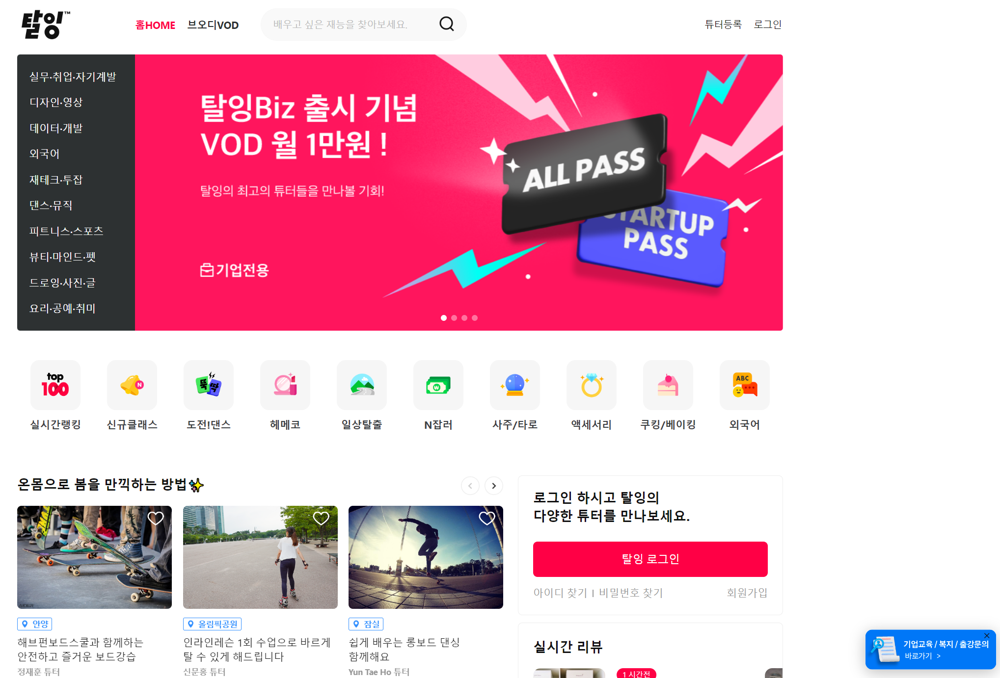 탈잉™
홈HOME
브오디VOD
배우고 싶은 재능을 찾아보세요.
튜터등록
로그인
실무·취업·자기계발
디자인·영상
데이터·개발
외국어
재테크·투잡
댄스·뮤직
피트니스·스포츠
뷰티·마인드·펫
드로잉·사진·글
요리·공예·취미
탈잉Biz 출시 기념
VOD 월 1만원 !
탈잉의 최고의 튜터들을 만나볼 기회!
기업전용
ALL PASS
STARTUP
PASS
top
100
N
뚝
딱
ABC
실시간랭킹
신규클래스
도전!댄스
헤메코
일상탈출
N잡러
사주/타로
액세서리
쿠킹/베이킹
외국어
온몸으로 봄을 만끽하는 방법✨
안양
해브펀보드스쿨과 함께하는
안전하고 즐거운 보드강습
정재훈 튜터
올림픽공원
인라인레슨 1회 수업으로 바르게
탈 수 있게 해드립니다
신문홍 튜터
잠실
쉽게 배우는 롱보드 댄싱
함께해요
Yun Tae Ho 튜터
로그인 하시고 탈잉의
다양한 튜터를 만나보세요.
탈잉 로그인
아이디 찾기 | 비밀번호 찾기
회원가입
실시간 리뷰
1 시간전
기업교육 / 복지 / 출강문의
바로가기 >